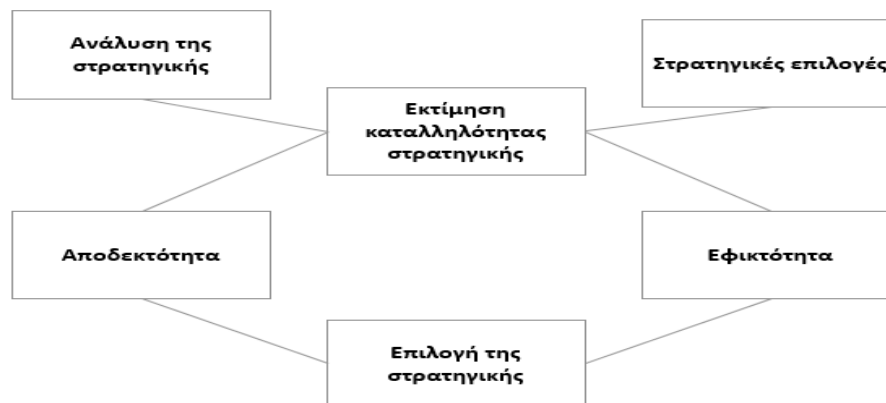 Ανάλυση της
στρατηγικής
Στρατηγικές επιλογές
Εκτίμηση
καταλληλότητας
στρατηγικής
Αποδεκτότητα
Εφικτότητα
Επιλογή της
στρατηγικής